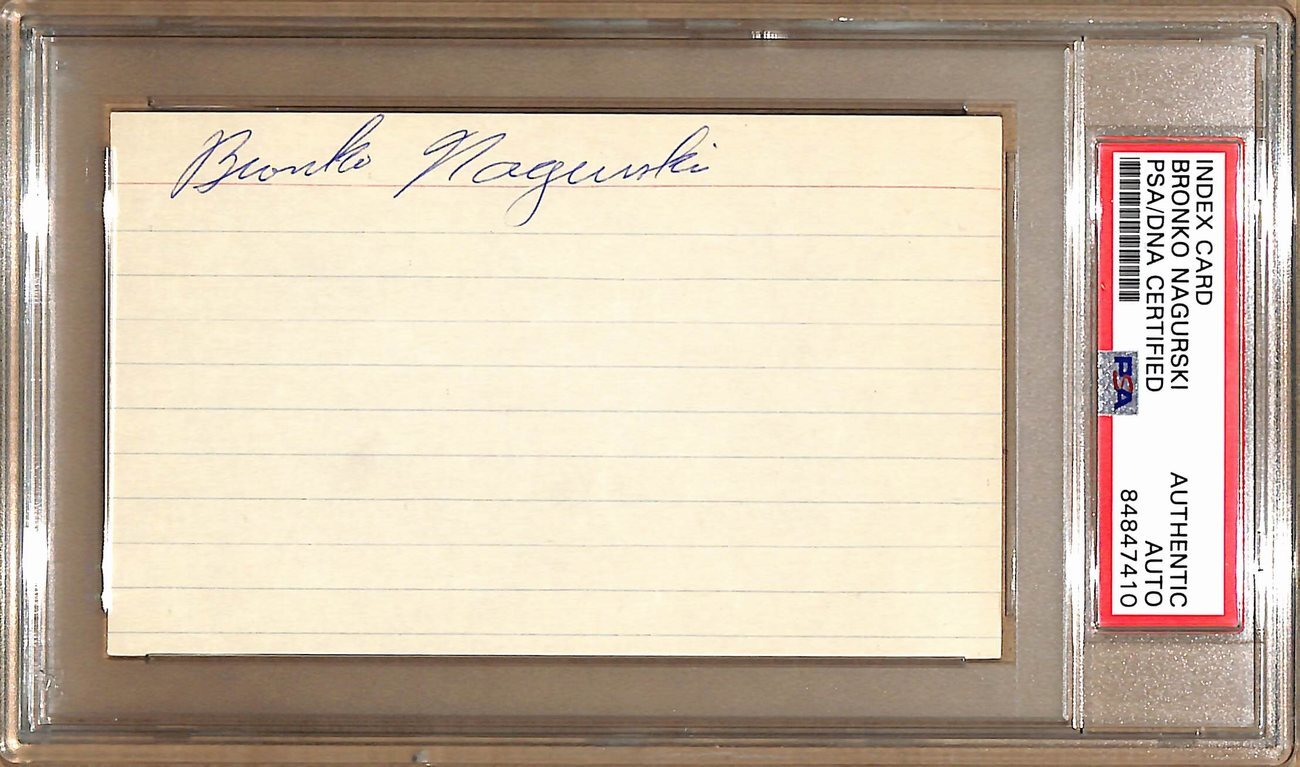 Bronko Nagurski
INDEX CARD
BRONKO NAGURSKI
PSA/DNA CERTIFIED
AUTHENTIC
AUTO
84847410
PSA